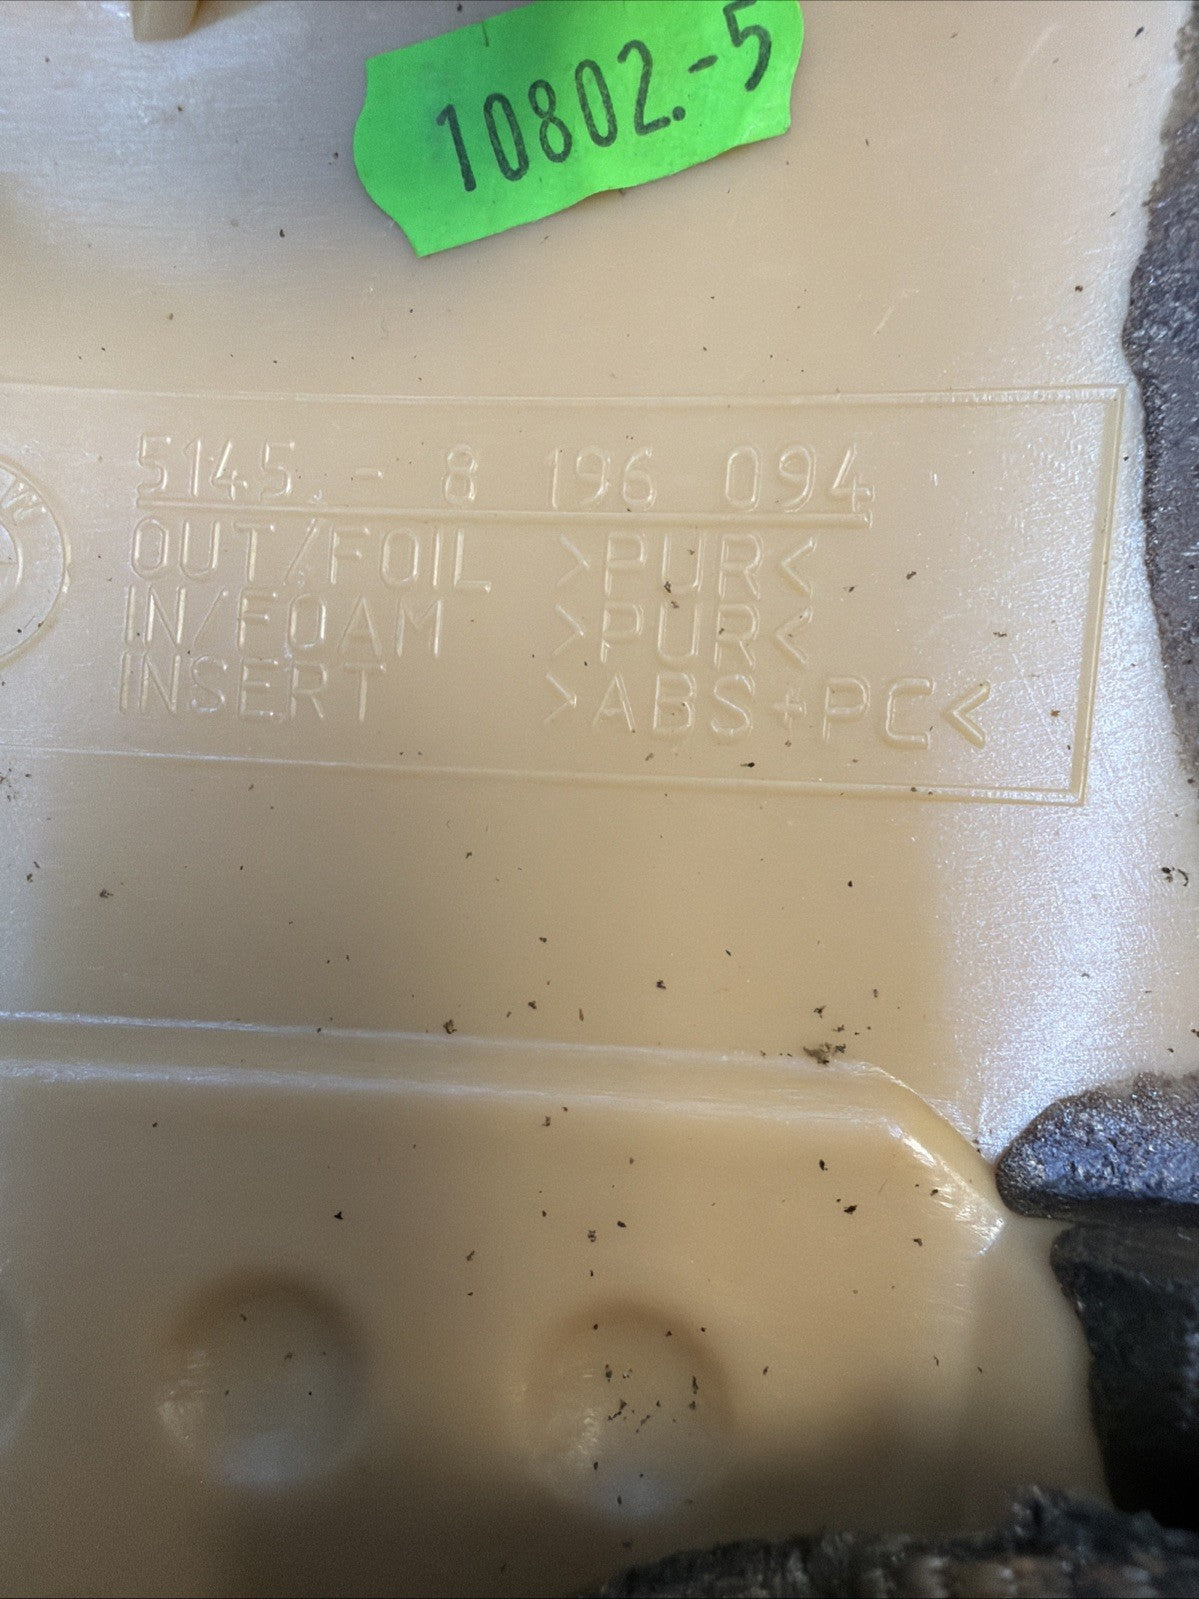 10802.-5
5145 - 8 196 094
OUT/FOIL >PUR<
IN/FOAM >PUR<
INSERT >ABS+PC<